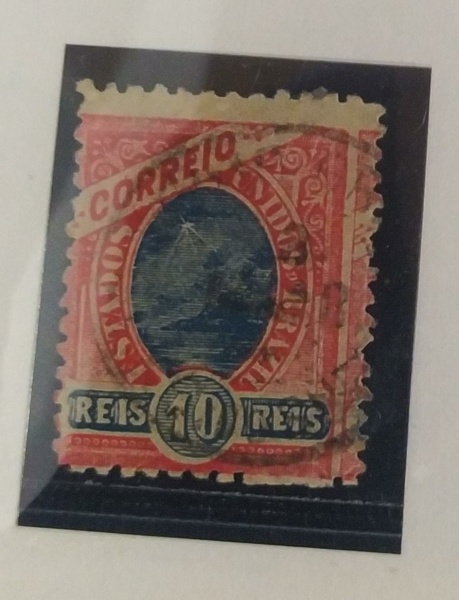 CORREIO
ESTADOS UNIDOS DO BRAZIL
REIS 10 REIS